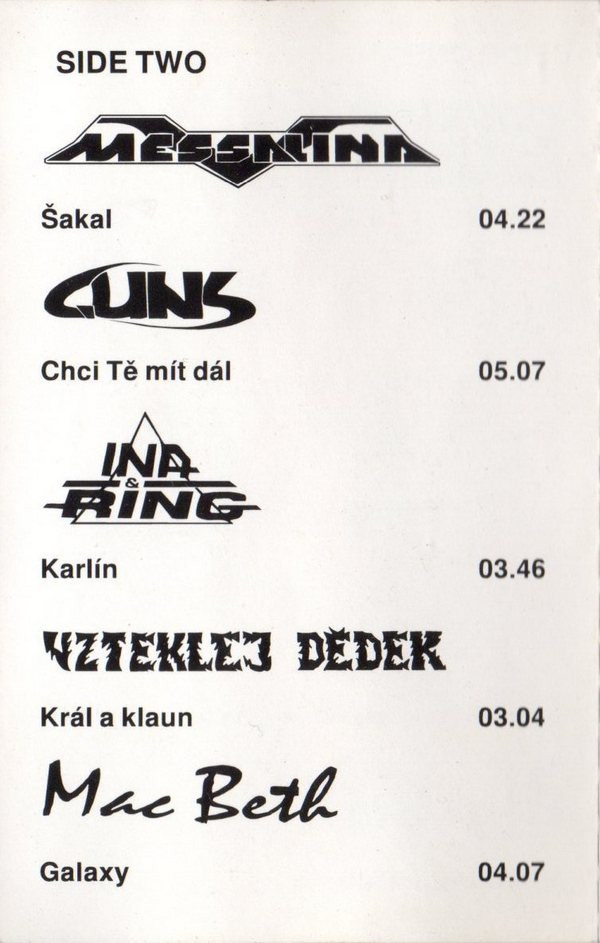 SIDE TWO
MESSALINA
Šakal 04.22
GUNS
Chci Tě mít dál 05.07
INA
&
RING
Karlín 03.46
VZTEKLEJ DĚDEK
Král a klaun 03.04
Mac Beth
Galaxy 04.07